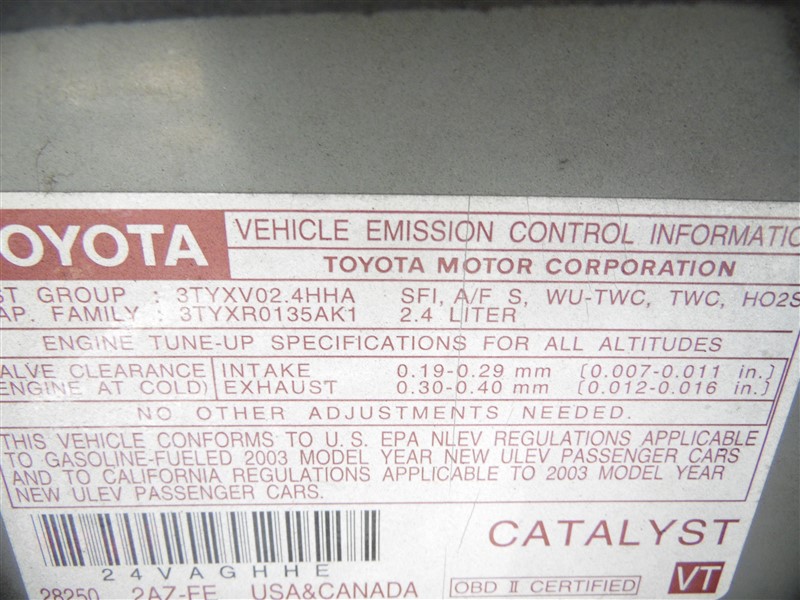 TOYOTA VEHICLE EMISSION CONTROL INFORMATIO
TOYOTA MOTOR CORPORATION
ST GROUP : 3TYXV02.4HHA SFI, A/F S, WU-TWC, TWC, HO2S
AP. FAMILY : 3TYXR0135AK1 2.4 LITER
ENGINE TUNE-UP SPECIFICATIONS FOR ALL ALTITUDES
VALVE CLEARANCE INTAKE 0.19-0.29 mm (0.007-0.011 in.)
(ENGINE AT COLD) EXHAUST 0.30-0.40 mm (0.012-0.016 in.)
NO OTHER ADJUSTMENTS NEEDED.
THIS VEHICLE CONFORMS TO U.S. EPA NLEV REGULATIONS APPLICABLE
TO GASOLINE-FUELED 2003 MODEL YEAR NEW ULEV PASSENGER CARS
AND TO CALIFORNIA REGULATIONS APPLICABLE TO 2003 MODEL YEAR
NEW ULEV PASSENGER CARS.
24VAGHHE
CATALYST
28250 2AZ-FE USA&CANADA OBD II CERTIFIED VT